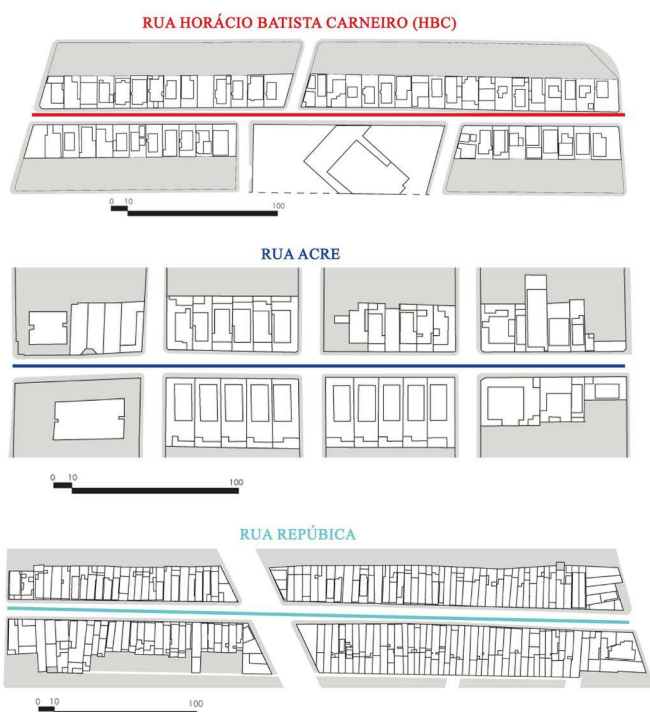 RUA HORÁCIO BATISTA CARNEIRO (HBC)
0 10 100
RUA ACRE
0 10 100
RUA REPÚBICA
0 10 100